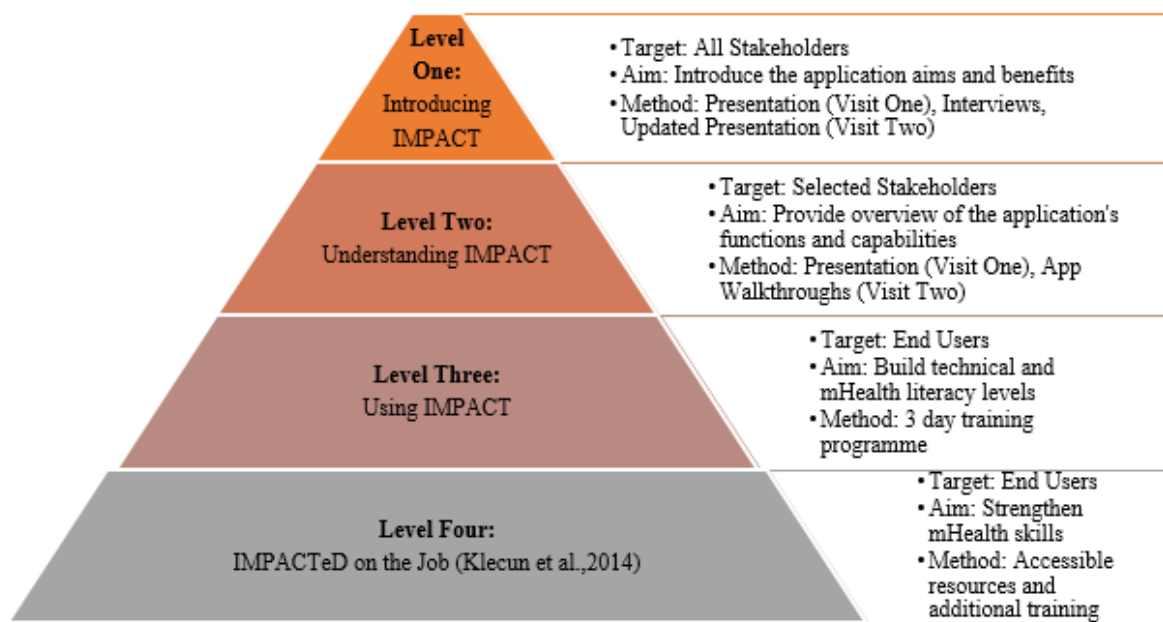 Level
One:
Introducing
IMPACT
• Target: All Stakeholders
• Aim: Introduce the application aims and benefits
• Method: Presentation (Visit One), Interviews,
Updated Presentation (Visit Two)
Level Two:
Understanding IMPACT
• Target: Selected Stakeholders
• Aim: Provide overview of the application's
functions and capabilities
• Method: Presentation (Visit One), App
Walkthroughs (Visit Two)
Level Three:
Using IMPACT
• Target: End Users
• Aim: Build technical and
mHealth literacy levels
• Method: 3 day training
programme
Level Four:
IMPACTeD on the Job (Klecun et al.,2014)
• Target: End Users
• Aim: Strengthen
mHealth skills
• Method: Accessible
resources and
additional training